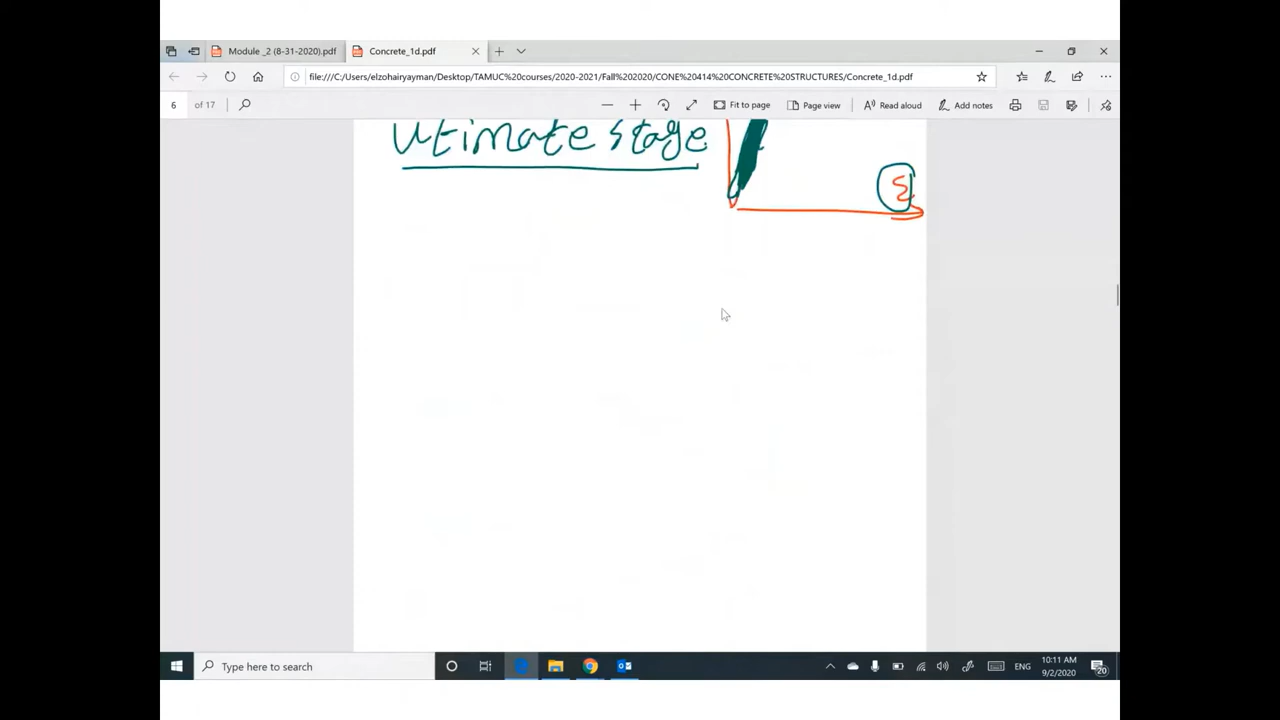 Module _2 (8-31-2020).pdf
Concrete_1d.pdf
file:///C:/Users/elzohairyayman/Desktop/TAMUC%20courses/2020-2021/Fall%202020/CONE%20414%20CONCRETE%20STRUCTURES/Concrete_1d.pdf
6 of 17
Fit to page
Page view
Read aloud
Add notes
Utimate stage
ε
Type here to search
ENG
10:11 AM
9/2/2020
20